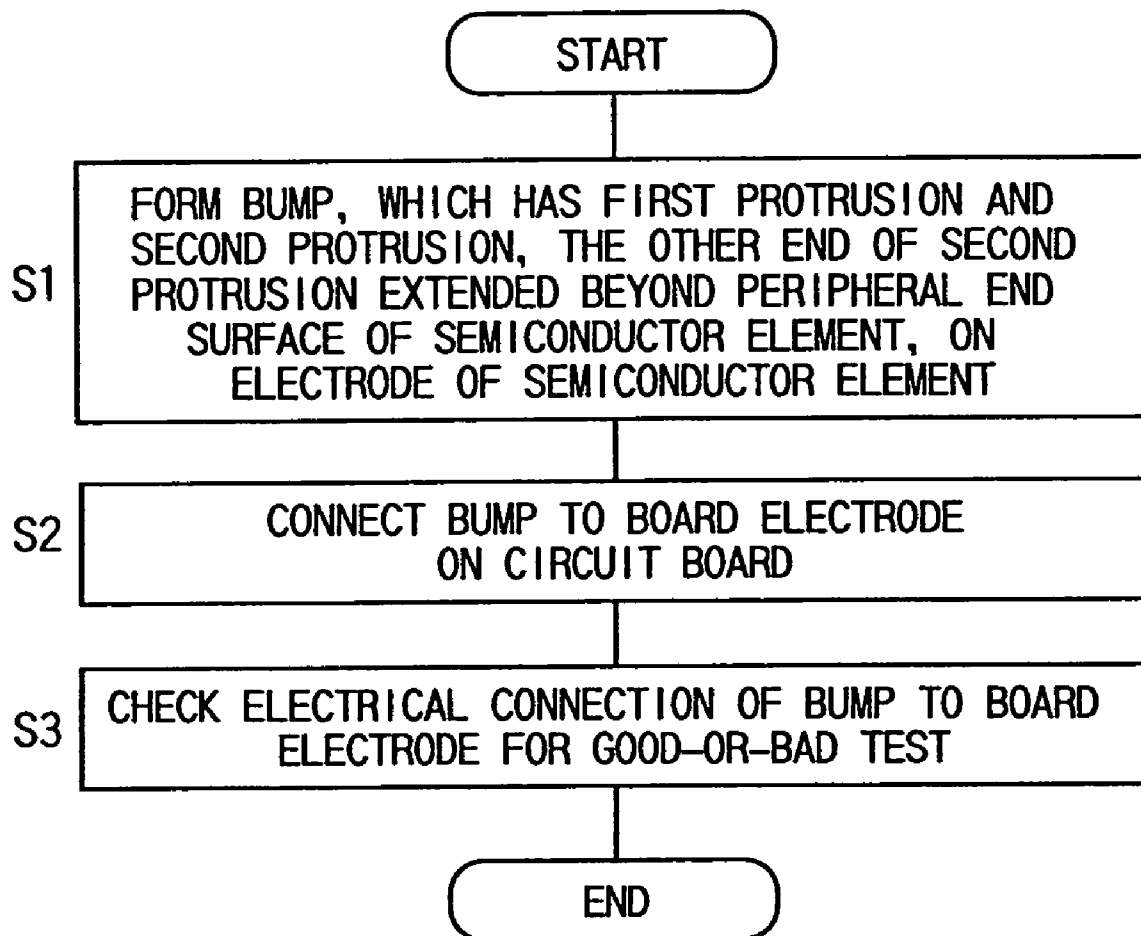 START
S1
FORM BUMP, WHICH HAS FIRST PROTRUSION AND
SECOND PROTRUSION, THE OTHER END OF SECOND
PROTRUSION EXTENDED BEYOND PERIPHERAL END
SURFACE OF SEMICONDUCTOR ELEMENT, ON
ELECTRODE OF SEMICONDUCTOR ELEMENT
S2
CONNECT BUMP TO BOARD ELECTRODE
ON CIRCUIT BOARD
S3
CHECK ELECTRICAL CONNECTION OF BUMP TO BOARD
ELECTRODE FOR GOOD-OR-BAD TEST
END